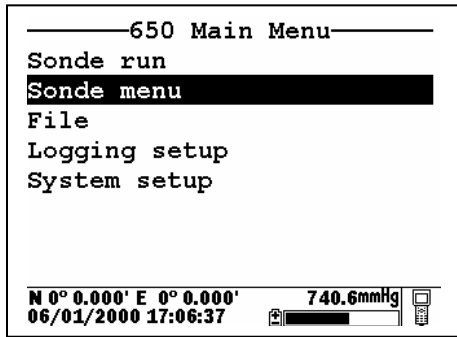 650 Main Menu
Sonde run
Sonde menu
File
Logging setup
System setup
N 0° 0.000' E 0° 0.000' 740.6mmHg
06/01/2000 17:06:37